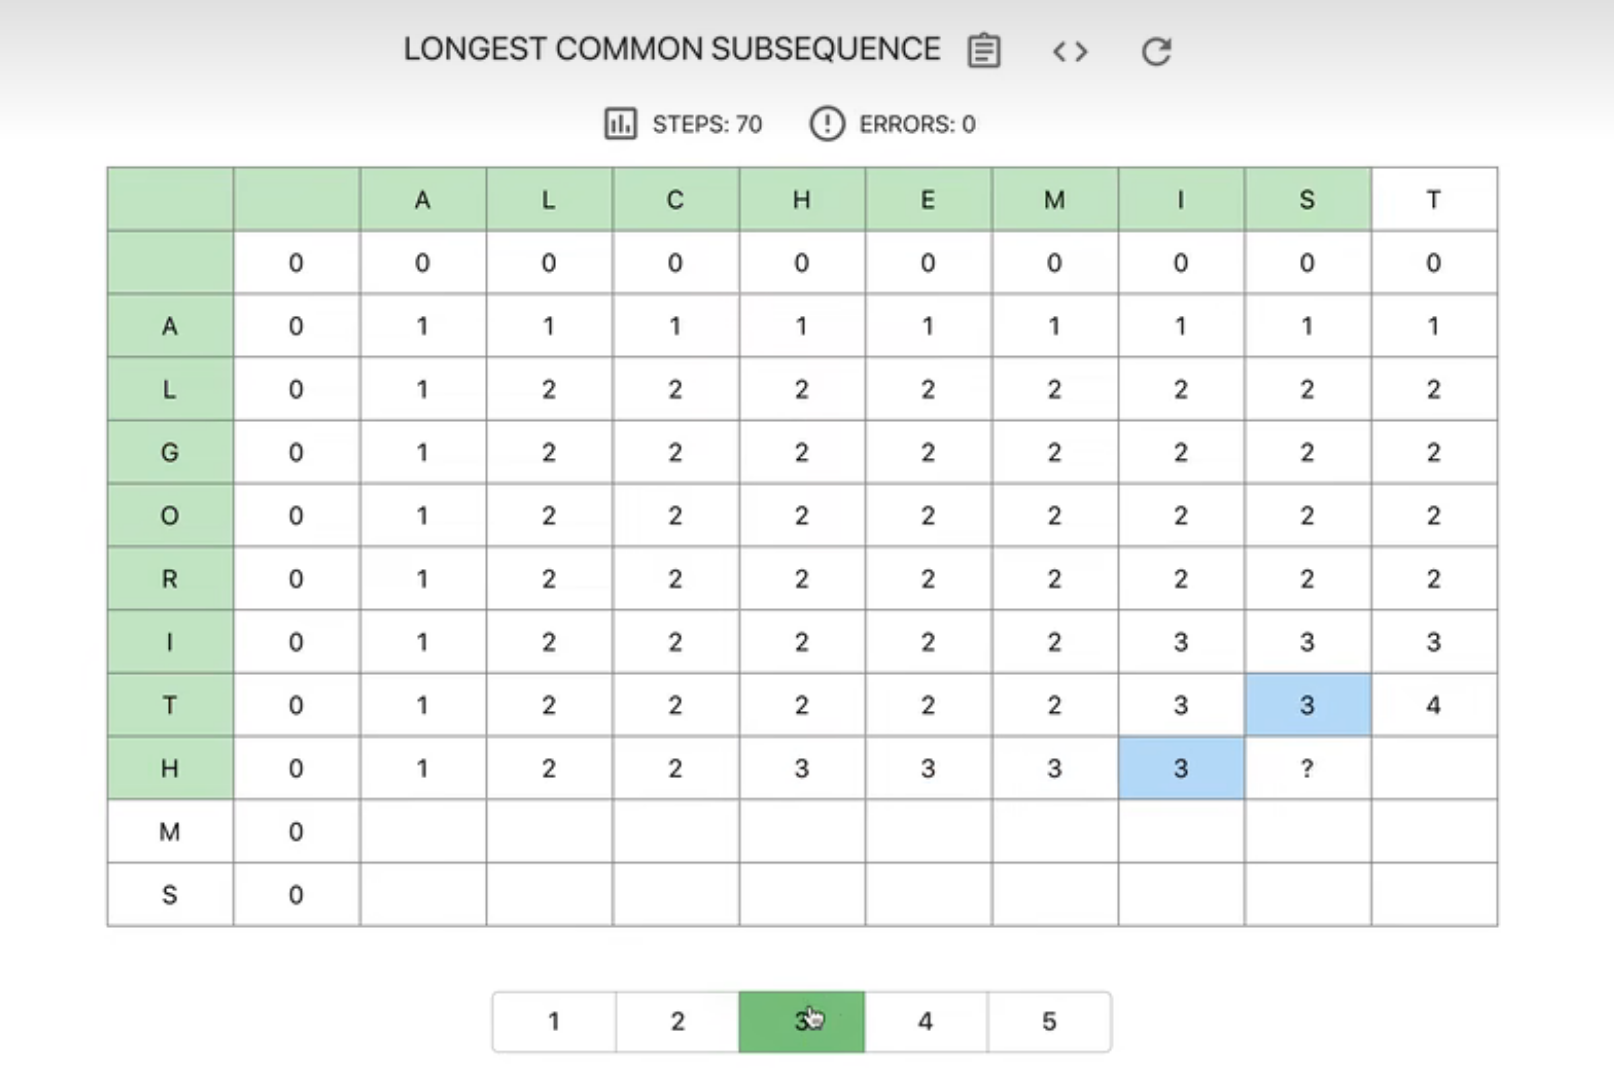 LONGEST COMMON SUBSEQUENCE
STEPS: 70 ERRORS: 0
A L C H E M I S T
0 0 0 0 0 0 0 0 0 0
A 0 1 1 1 1 1 1 1 1 1
L 0 1 2 2 2 2 2 2 2 2
G 0 1 2 2 2 2 2 2 2 2
O 0 1 2 2 2 2 2 2 2 2
R 0 1 2 2 2 2 2 2 2 2
I 0 1 2 2 2 2 2 3 3 3
T 0 1 2 2 2 2 2 3 3 4
H 0 1 2 2 3 3 3 3 ?
M 0
S 0
1 2 3 4 5